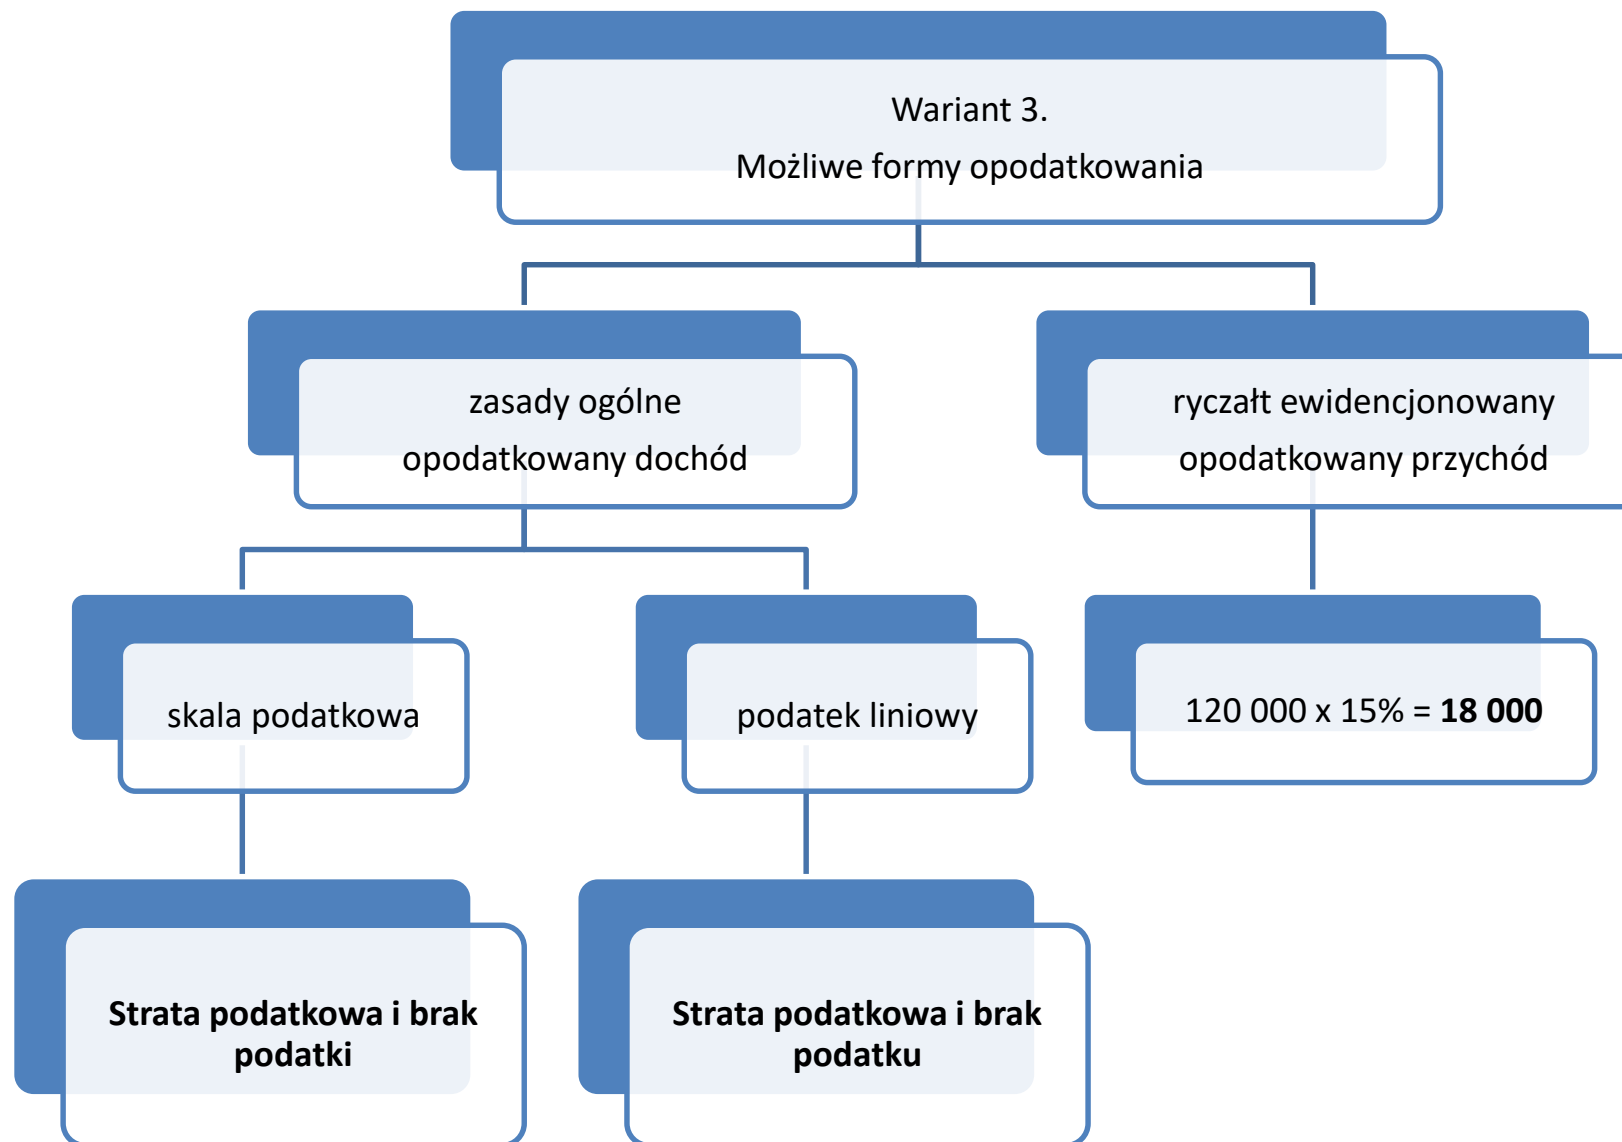 Wariant 3.
Możliwe formy opodatkowania
zasady ogólne
opodatkowany dochód
ryczałt ewidencjonowany
opodatkowany przychód
skala podatkowa
podatek liniowy
120 000 x 15% = 18 000
Strata podatkowa i brak
podatki
Strata podatkowa i brak
podatku